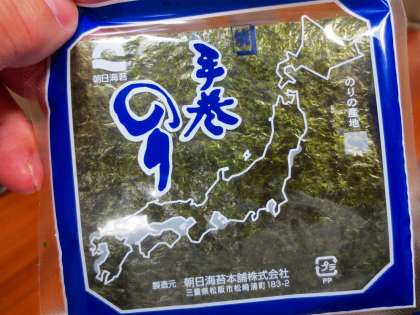 朝日海苔
手巻
のり
のりの産地
製造元 朝日海苔本舗株式会社
三重県松阪市松崎浦町183-2
プラ
PP